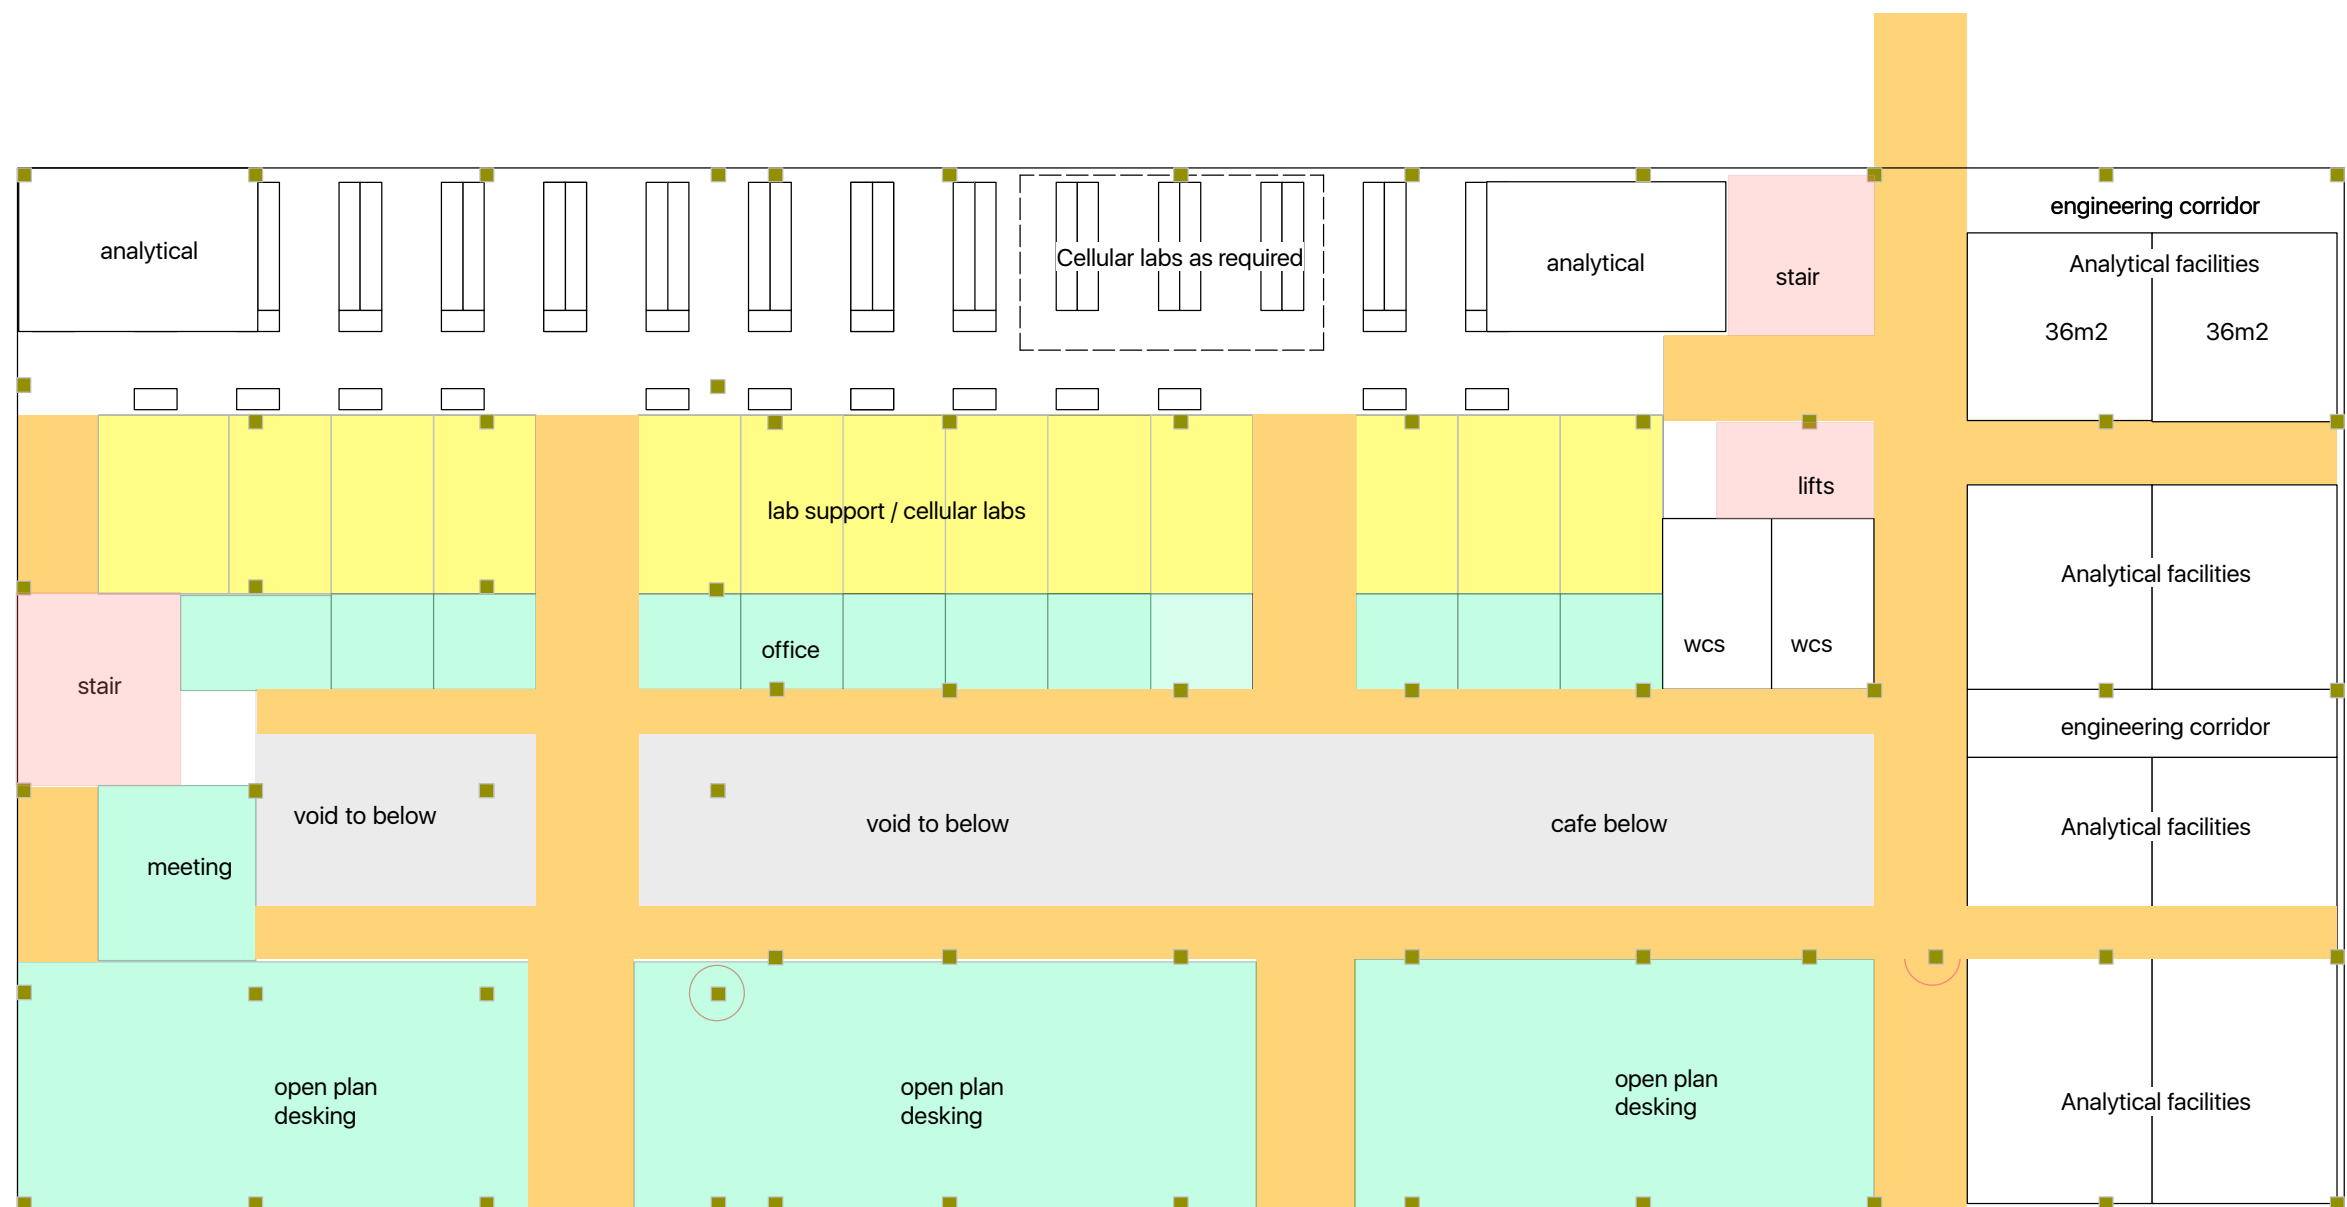 engineering corridor
analytical
Cellular labs as required
analytical
stair
Analytical facilities
36m2
36m2
lab support / cellular labs
lifts
Analytical facilities
office
wcs
wcs
stair
engineering corridor
void to below
void to below
cafe below
Analytical facilities
meeting
open plan
desking
open plan
desking
open plan
desking
Analytical facilities